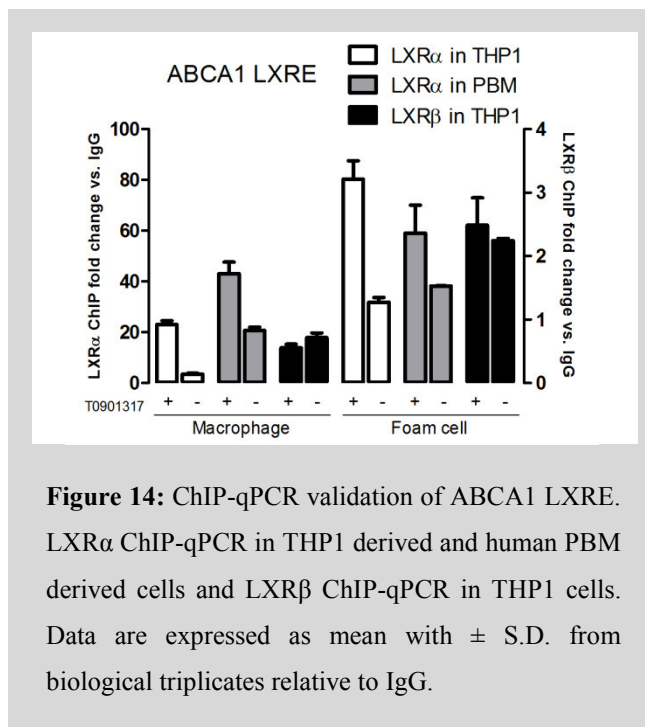 ABCA1 LXRE
LXRα in THP1
LXRα in PBM
LXRβ in THP1
LXRα ChIP fold change vs. IgG
100
80
60
40
20
0
4
3
2
1
0
LXRβ ChIP fold change vs. IgG
T0901317 + - + - + - + - + - + -
Macrophage Foam cell
Figure 14: ChIP-qPCR validation of ABCA1 LXRE.
LXRα ChIP-qPCR in THP1 derived and human PBM
derived cells and LXRβ ChIP-qPCR in THP1 cells.
Data are expressed as mean with ± S.D. from
biological triplicates relative to IgG.